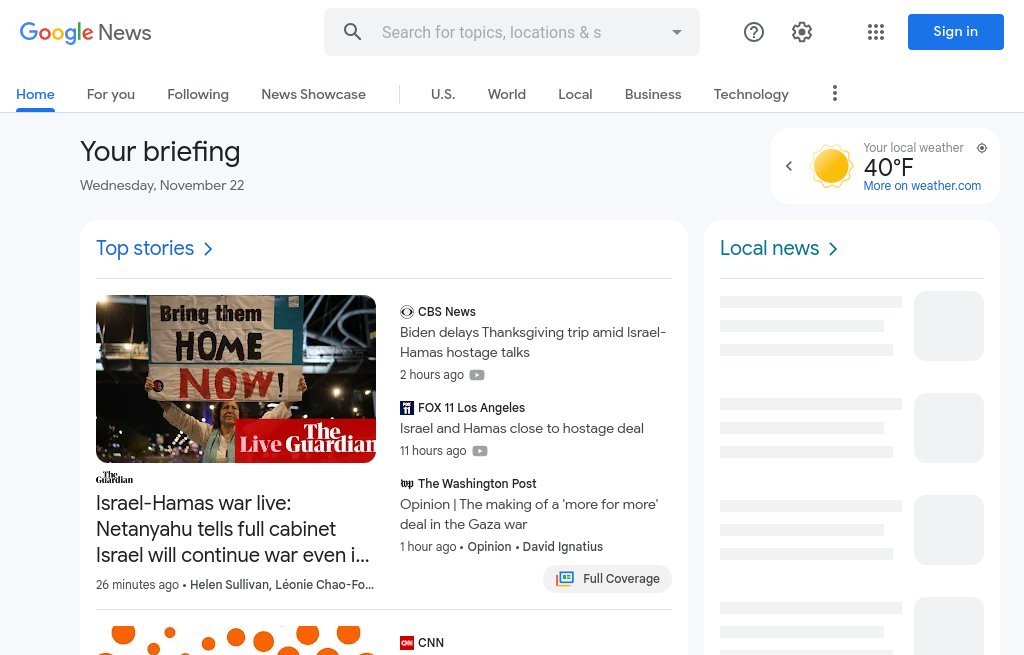 Google News
Search for topics, locations & s
Sign in
Home
For you
Following
News Showcase
U.S.
World
Local
Business
Technology
Your briefing
Wednesday, November 22
Your local weather
40°F
More on weather.com
Top stories
Bring them
HOME
NOW!
Live The Guardian
The Guardian
Israel-Hamas war live:
Netanyahu tells full cabinet
Israel will continue war even i...
26 minutes ago • Helen Sullivan, Léonie Chao-Fo...
CBS News
Biden delays Thanksgiving trip amid Israel-
Hamas hostage talks
2 hours ago
FOX 11 Los Angeles
Israel and Hamas close to hostage deal
11 hours ago
wp The Washington Post
Opinion | The making of a 'more for more'
deal in the Gaza war
1 hour ago • Opinion • David Ignatius
Full Coverage
CNN CNN
Local news